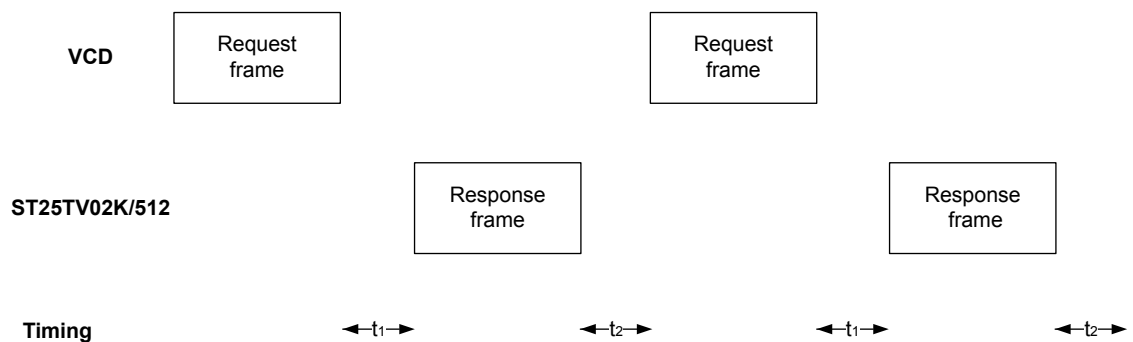 VCD
Request
frame
Request
frame
ST25TV02K/512
Response
frame
Response
frame
Timing
t1
t2
t1
t2